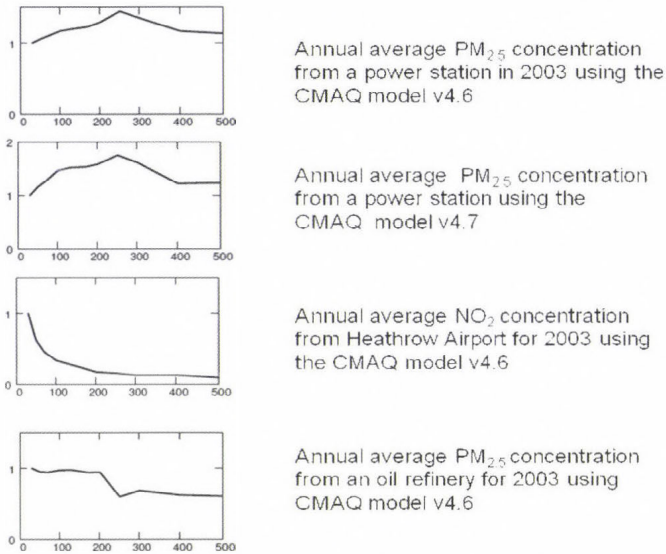 1
0
0 100 200 300 400 500
Annual average PM2.5 concentration
from a power station in 2003 using the
CMAQ model v4.6
2
1
0
0 100 200 300 400 500
Annual average PM2.5 concentration
from a power station using the
CMAQ model v4.7
1
0
0 100 200 300 400 500
Annual average NO2 concentration
from Heathrow Airport for 2003 using
the CMAQ model v4.6
1
0
0 100 200 300 400 500
Annual average PM2.5 concentration
from an oil refinery for 2003 using
CMAQ model v4.6